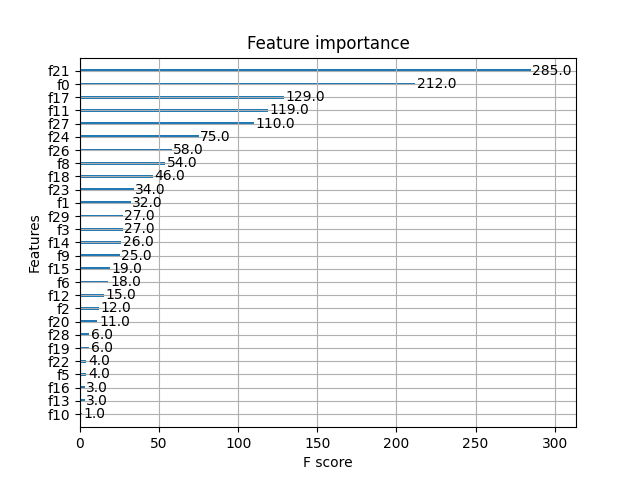 Feature importance
f21 285.0
f0 212.0
f17 129.0
f11 119.0
f27 110.0
f24 75.0
f26 58.0
f8 54.0
f18 46.0
f23 34.0
f1 32.0
f29 27.0
f3 27.0
f14 26.0
f9 25.0
f15 19.0
f6 18.0
f12 15.0
f2 12.0
f20 11.0
f28 6.0
f19 6.0
f22 4.0
f5 4.0
f16 3.0
f13 3.0
f10 1.0
Features
0 50 100 150 200 250 300
F score